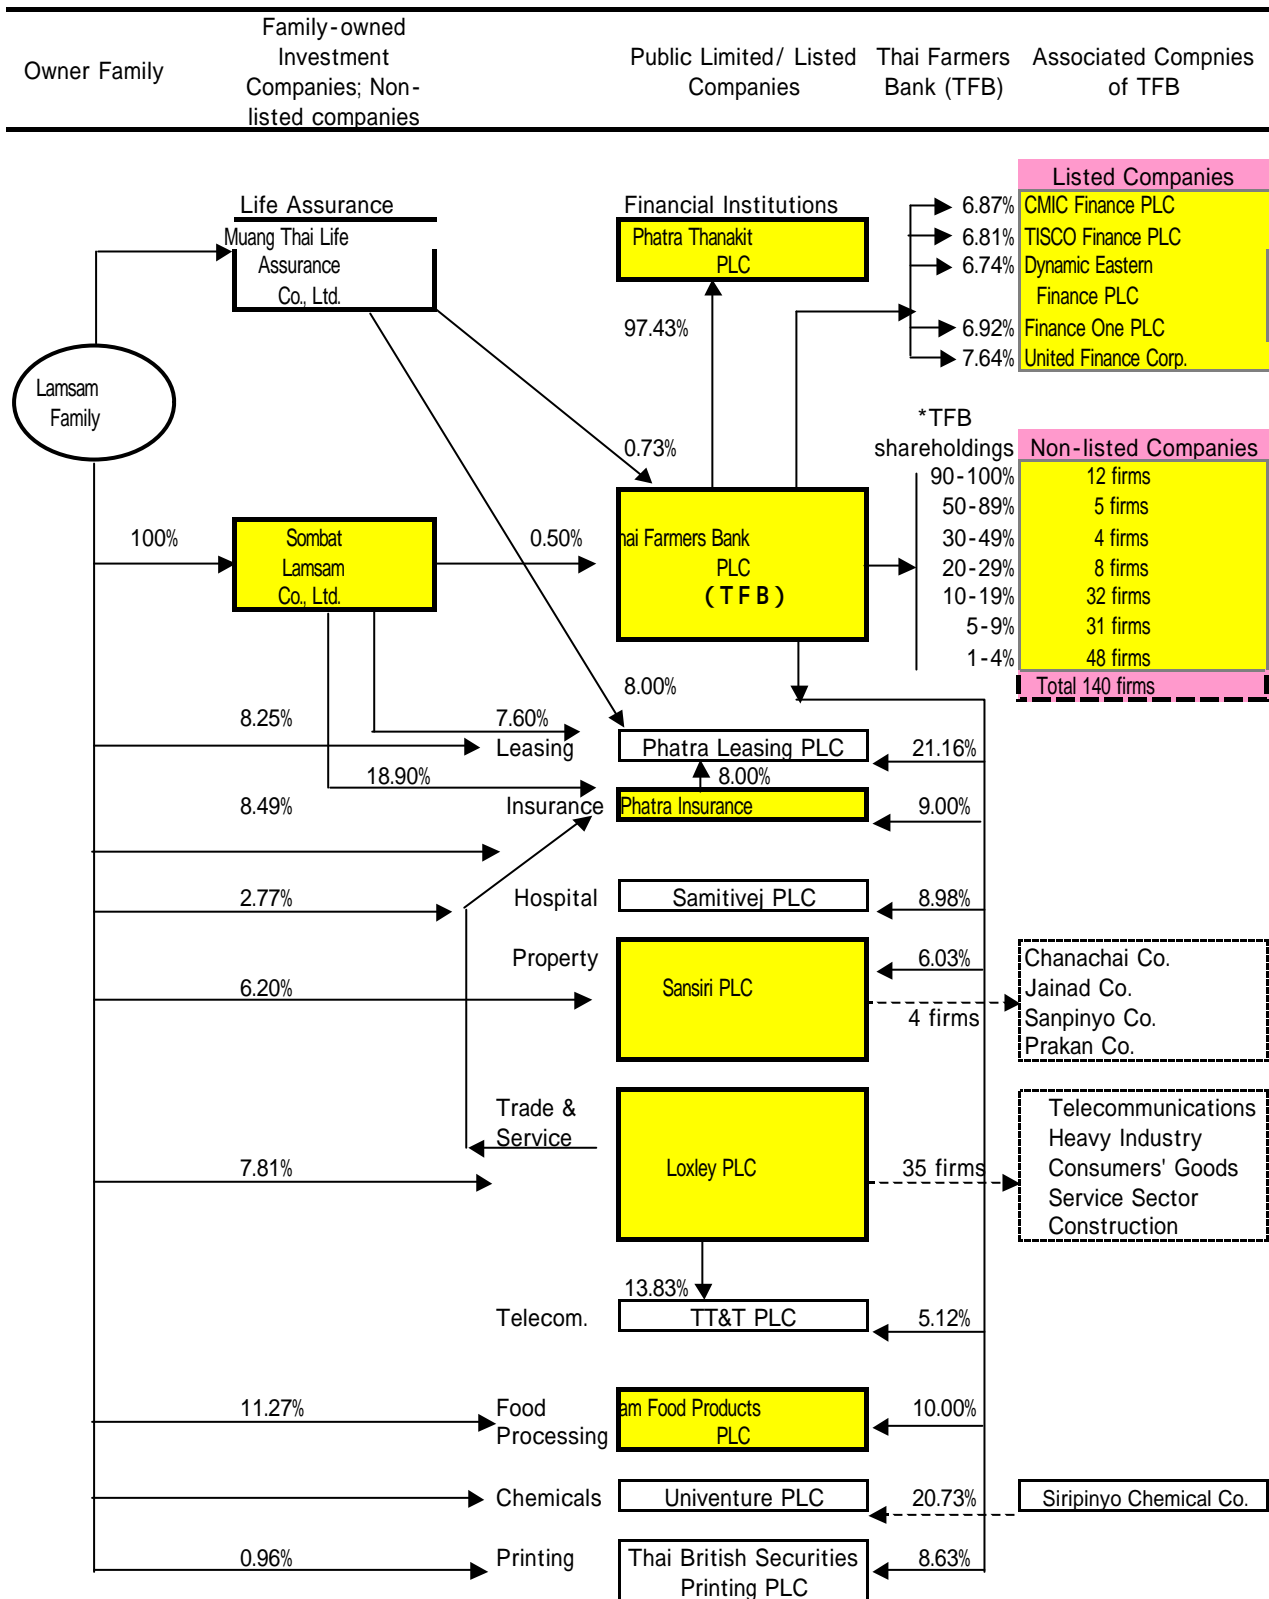 Owner Family
Family-owned
Investment
Companies; Non-
listed companies
Public Limited/ Listed
Companies
Thai Farmers
Bank (TFB)
Associated Compnies
of TFB
Listed Companies
Life Assurance
Financial Institutions
6.87% CMIC Finance PLC
Muang Thai Life
Assurance
Co., Ltd.
Phatra Thanakit
PLC
6.81% TISCO Finance PLC
6.74% Dynamic Eastern
Finance PLC
97.43%
6.92% Finance One PLC
7.64% United Finance Corp.
Lamsam
Family
*TFB
shareholdings
Non-listed Companies
0.73%
90-100% 12 firms
50-89% 5 firms
30-49% 4 firms
20-29% 8 firms
10-19% 32 firms
5-9% 31 firms
1-4% 48 firms
Total 140 firms
100%
Sombat
Lamsam
Co., Ltd.
0.50%
hai Farmers Bank
PLC
(TFB)
8.00%
8.25%
7.60%
Leasing
Phatra Leasing PLC
21.16%
18.90%
8.00%
8.49%
Insurance
Phatra Insurance
9.00%
2.77%
Hospital
Samitivej PLC
8.98%
Property
6.03%
6.20%
Sansiri PLC
4 firms
Chanachai Co.
Jainad Co.
Sanpinyo Co.
Prakan Co.
Trade &
Service
7.81%
Loxley PLC
35 firms
Telecommunications
Heavy Industry
Consumers' Goods
Service Sector
Construction
13.83%
Telecom.
TT&T PLC
5.12%
11.27%
Food
Processing
am Food Products
PLC
10.00%
Chemicals
Univenture PLC
20.73%
Siripinyo Chemical Co.
0.96%
Printing
Thai British Securities
Printing PLC
8.63%